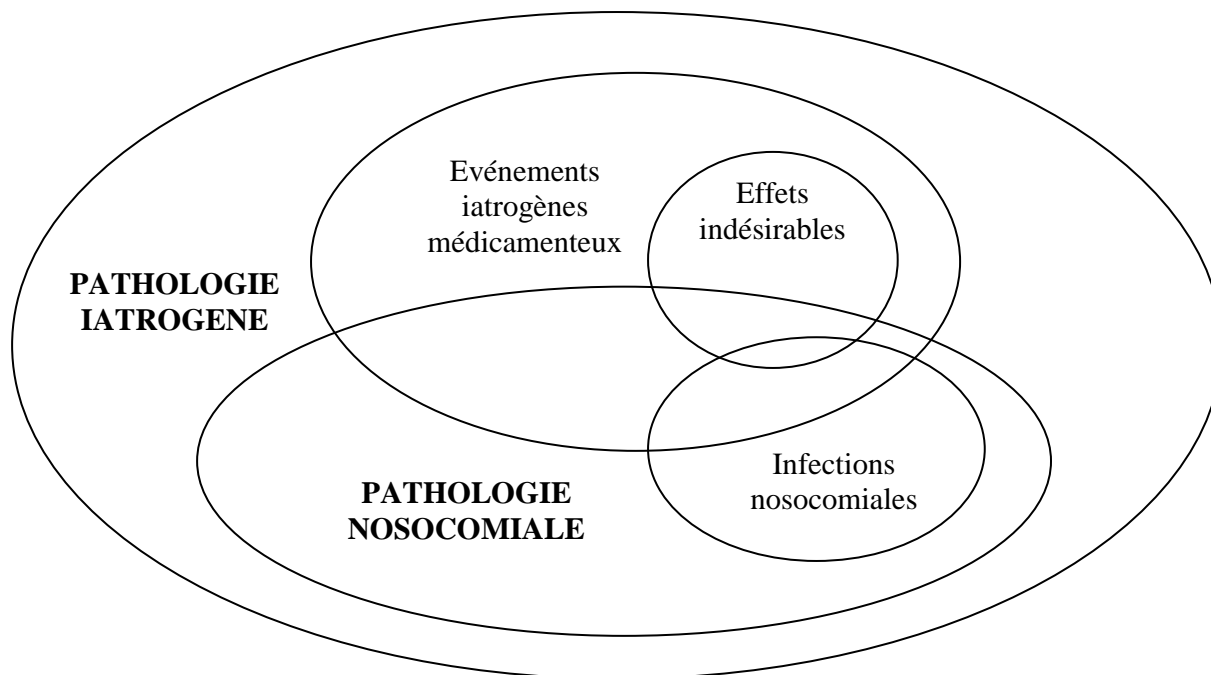 Evénements
iatrogènes
médicamenteux
Effets
indésirables
PATHOLOGIE
IATROGENE
PATHOLOGIE
NOSOCOMIALE
Infections
nosocomiales